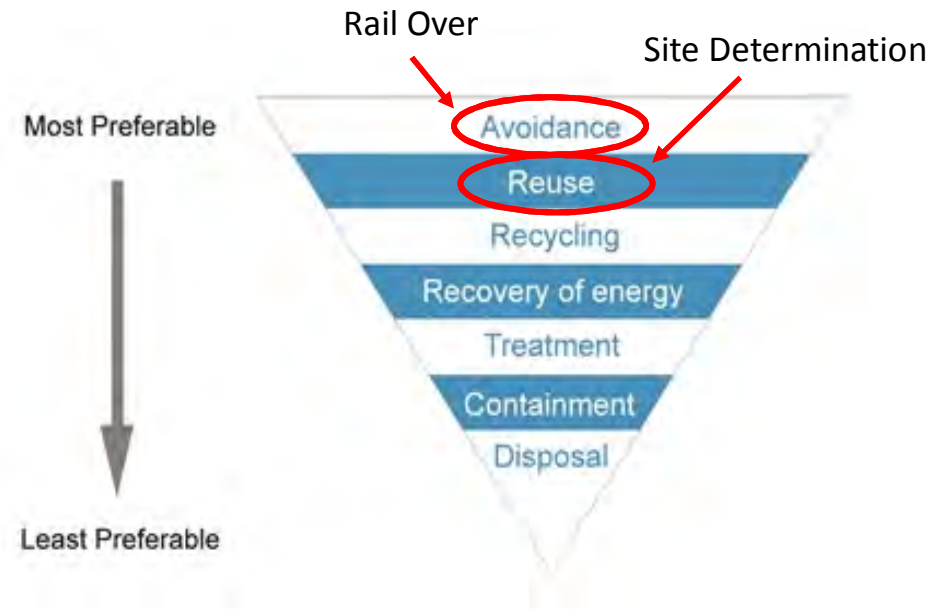 Rail Over
Site Determination
Most Preferable
Avoidance
Reuse
Recycling
Recovery of energy
Treatment
Containment
Disposal
Least Preferable